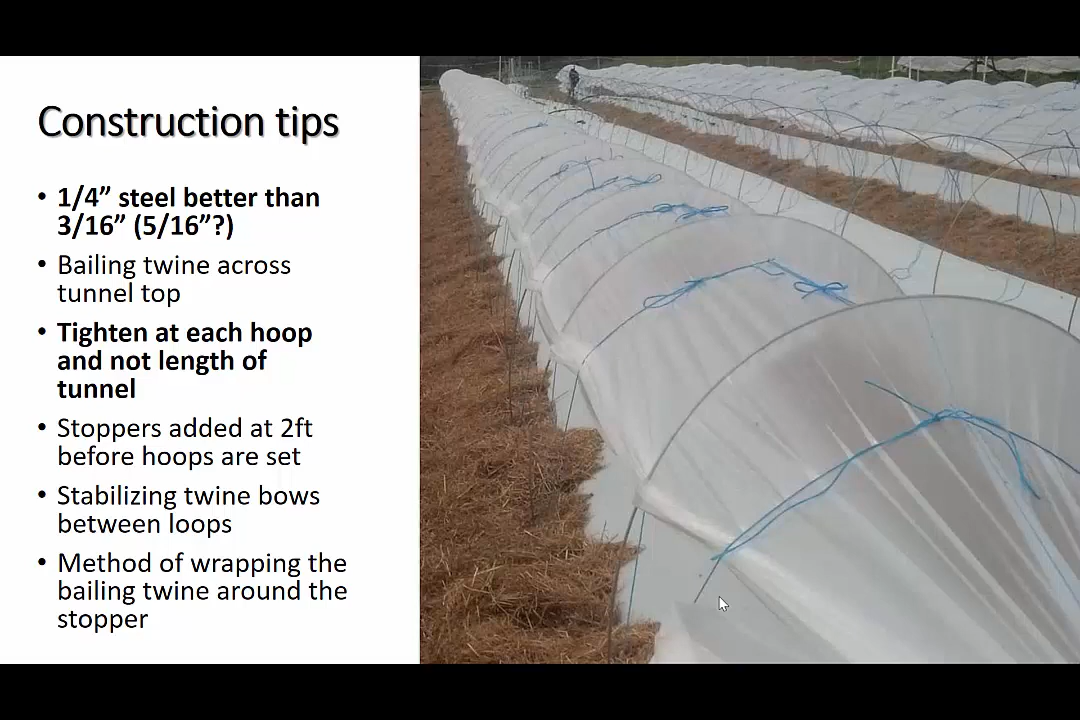 Construction tips
• 1/4” steel better than
3/16” (5/16”?)
• Bailing twine across
tunnel top
• Tighten at each hoop
and not length of
tunnel
• Stoppers added at 2ft
before hoops are set
• Stabilizing twine bows
between loops
• Method of wrapping the
bailing twine around the
stopper